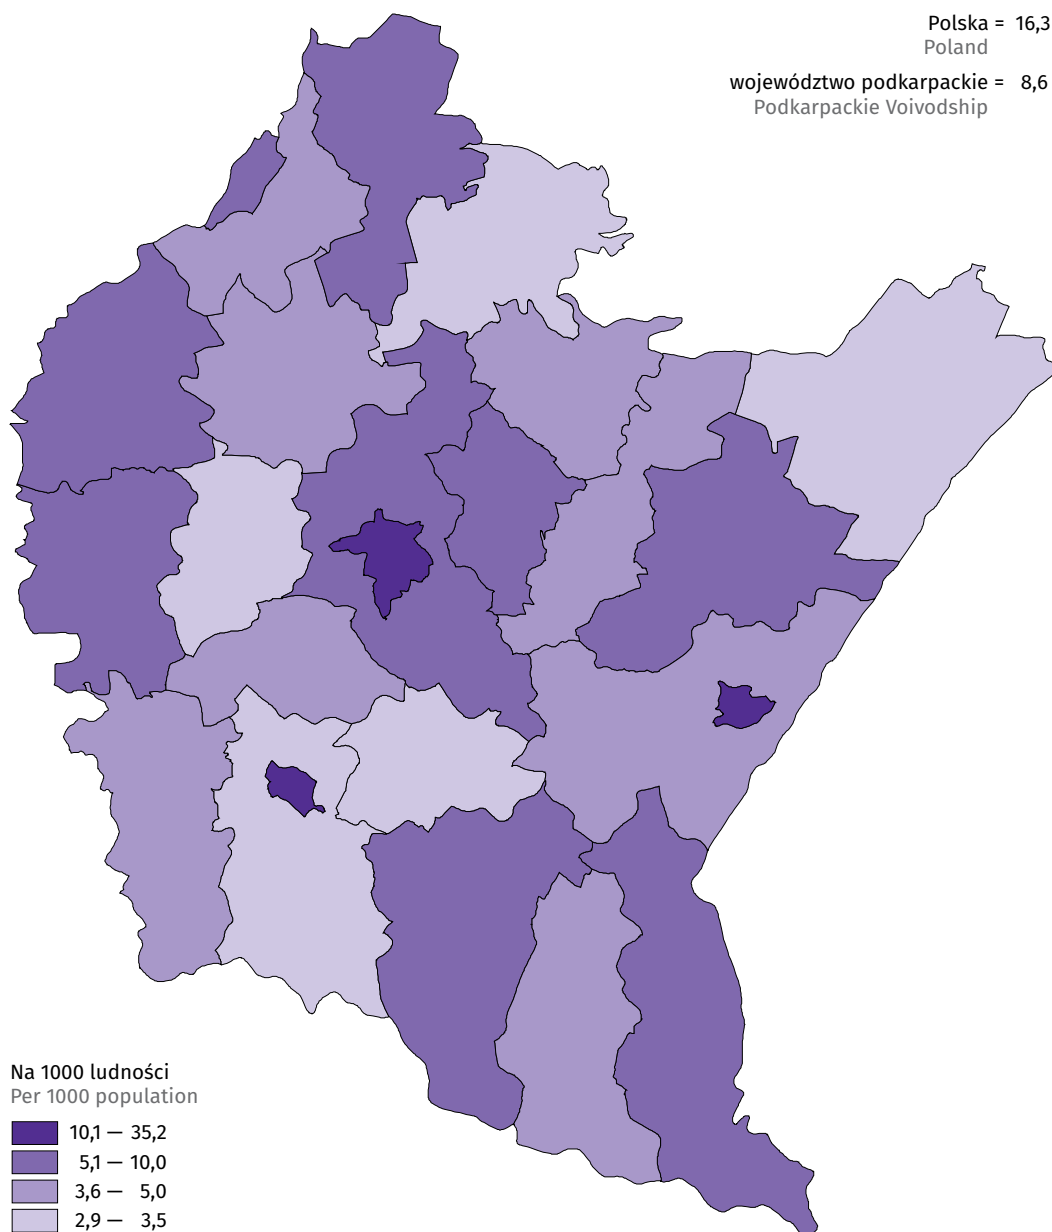 Polska = 16,3
Poland
województwo podkarpackie = 8,6
Podkarpackie Voivodship
Na 1000 ludności
Per 1000 population
10,1 — 35,2
5,1 — 10,0
3,6 — 5,0
2,9 — 3,5